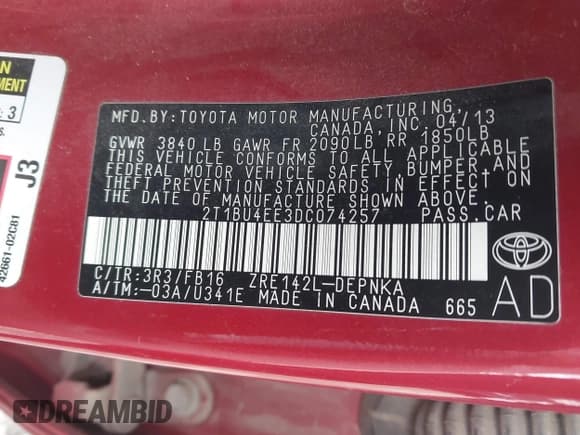 MFD. BY: TOYOTA MOTOR MANUFACTURING,
CANADA, INC. 04/13
GVWR 3840 LB GAWR FR 2090LB RR 1850LB
THIS VEHICLE CONFORMS TO ALL APPLICABLE
FEDERAL MOTOR VEHICLE SAFETY, BUMPER, AND
THEFT PREVENTION STANDARDS IN EFFECT ON
THE DATE OF MANUFACTURE SHOWN ABOVE.
2T1BU4EE3DC074257 PASS.CAR
C/TR:3R3/FB16 ZRE142L-DEPNKA
A/TM:-03A/U341E MADE IN CANADA 665
AD
3
S.
J3
42661-02C81
DREAMBID